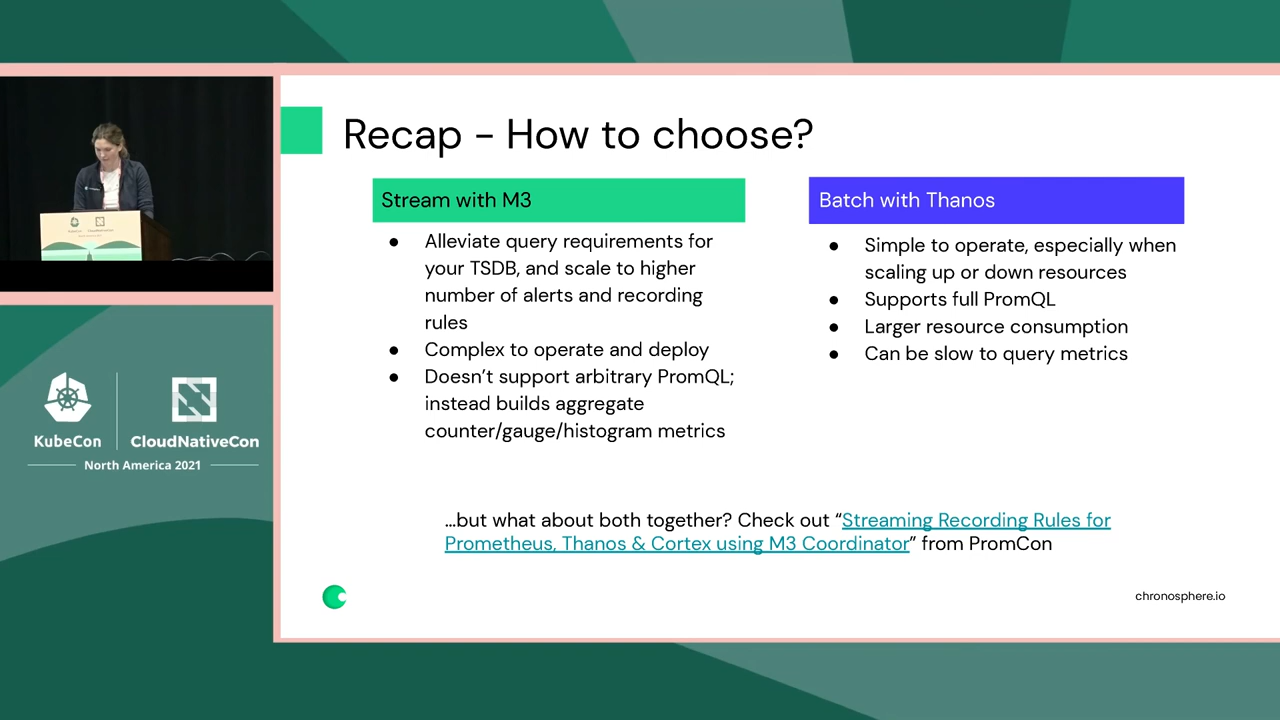 Recap - How to choose?
Stream with M3
● Alleviate query requirements for
your TSDB, and scale to higher
number of alerts and recording
rules
● Complex to operate and deploy
● Doesn’t support arbitrary PromQL;
instead builds aggregate
counter/gauge/histogram metrics
Batch with Thanos
● Simple to operate, especially when
scaling up or down resources
● Supports full PromQL
● Larger resource consumption
● Can be slow to query metrics
...but what about both together? Check out “Streaming Recording Rules for
Prometheus, Thanos & Cortex using M3 Coordinator” from PromCon
chronosphere.io
KubeCon
CloudNativeCon
North America 2021